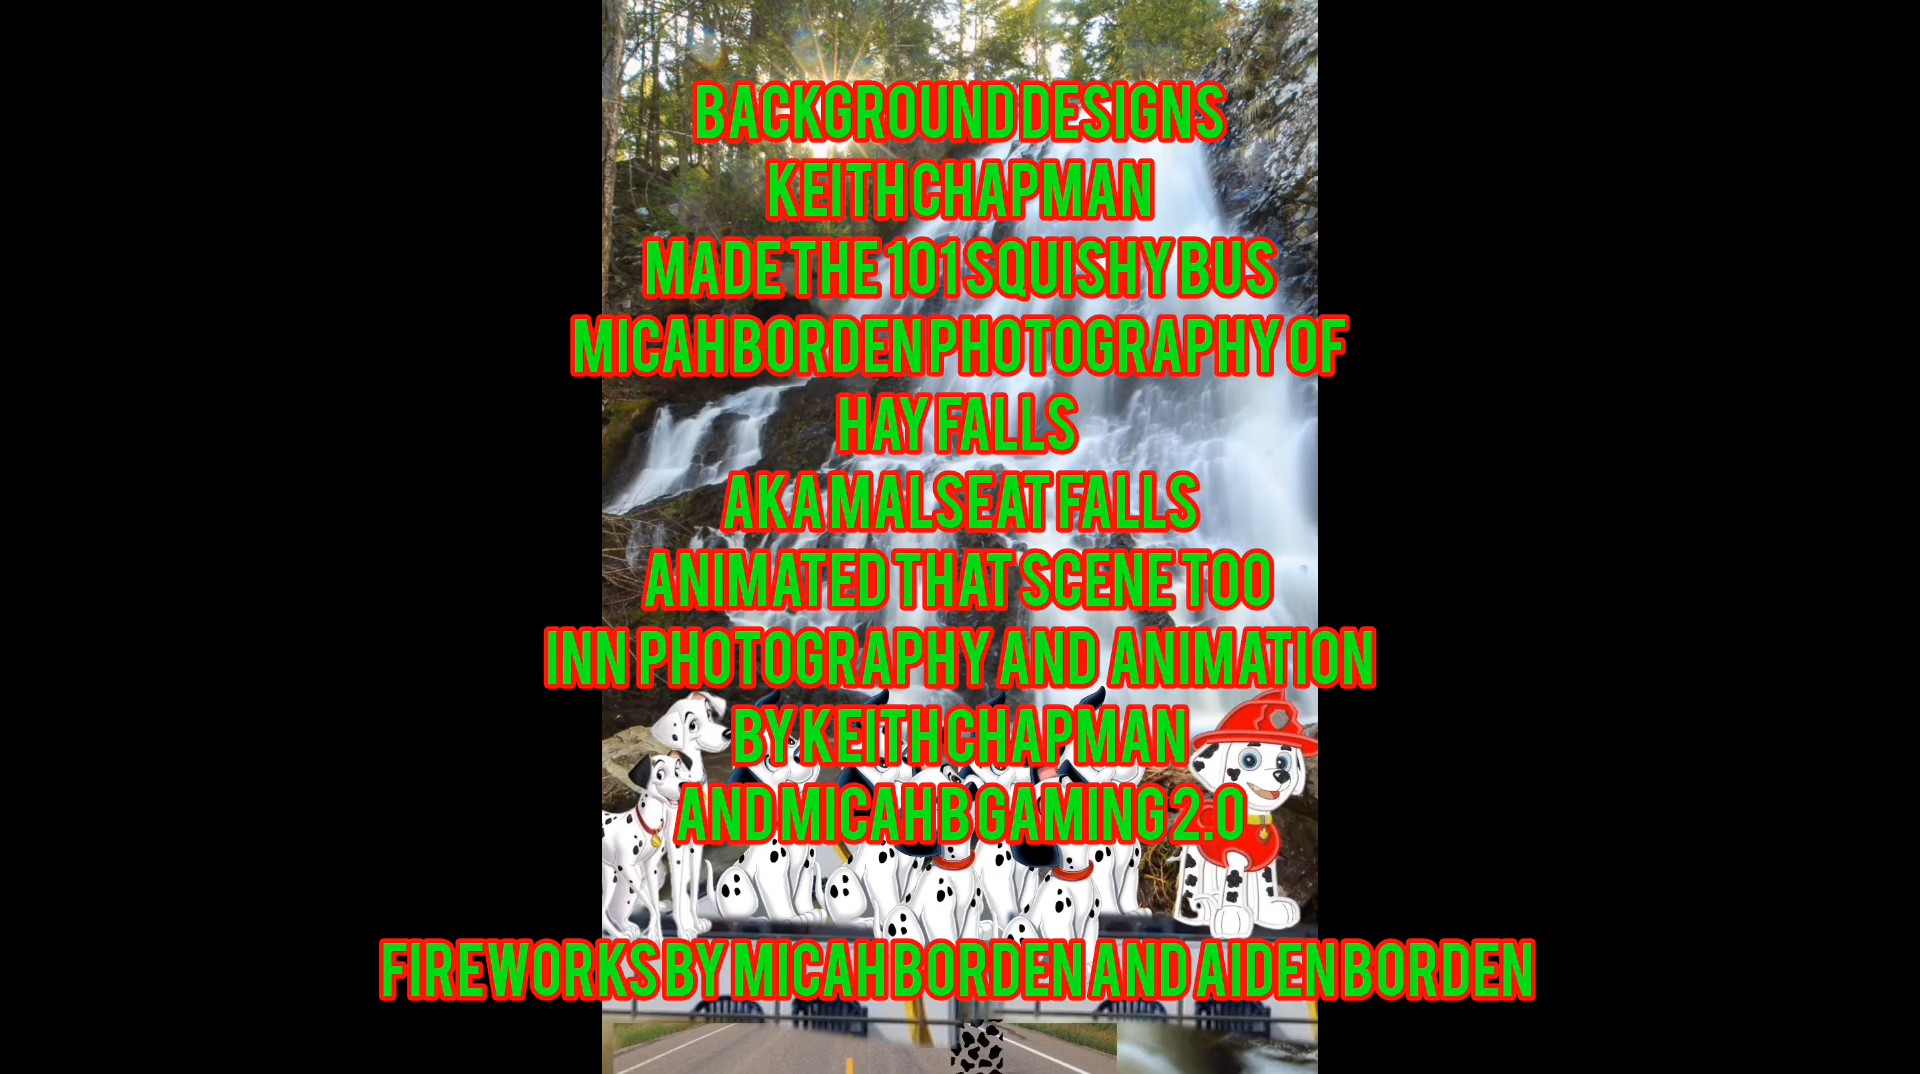 BACKGROUND DESIGNS
KEITH CHAPMAN
MADE THE 101 SQUISHY BUS
MICAH BORDEN PHOTOGRAPHY OF
HAY FALLS
AKA MALSEAT FALLS
ANIMATED THAT SCENE TOO
INN PHOTOGRAPHY AND ANIMATION
BY KEITH CHAPMAN
AND MICAH B GAMING 2.0
FIREWORKS BY MICAH BORDEN AND AIDEN BORDEN